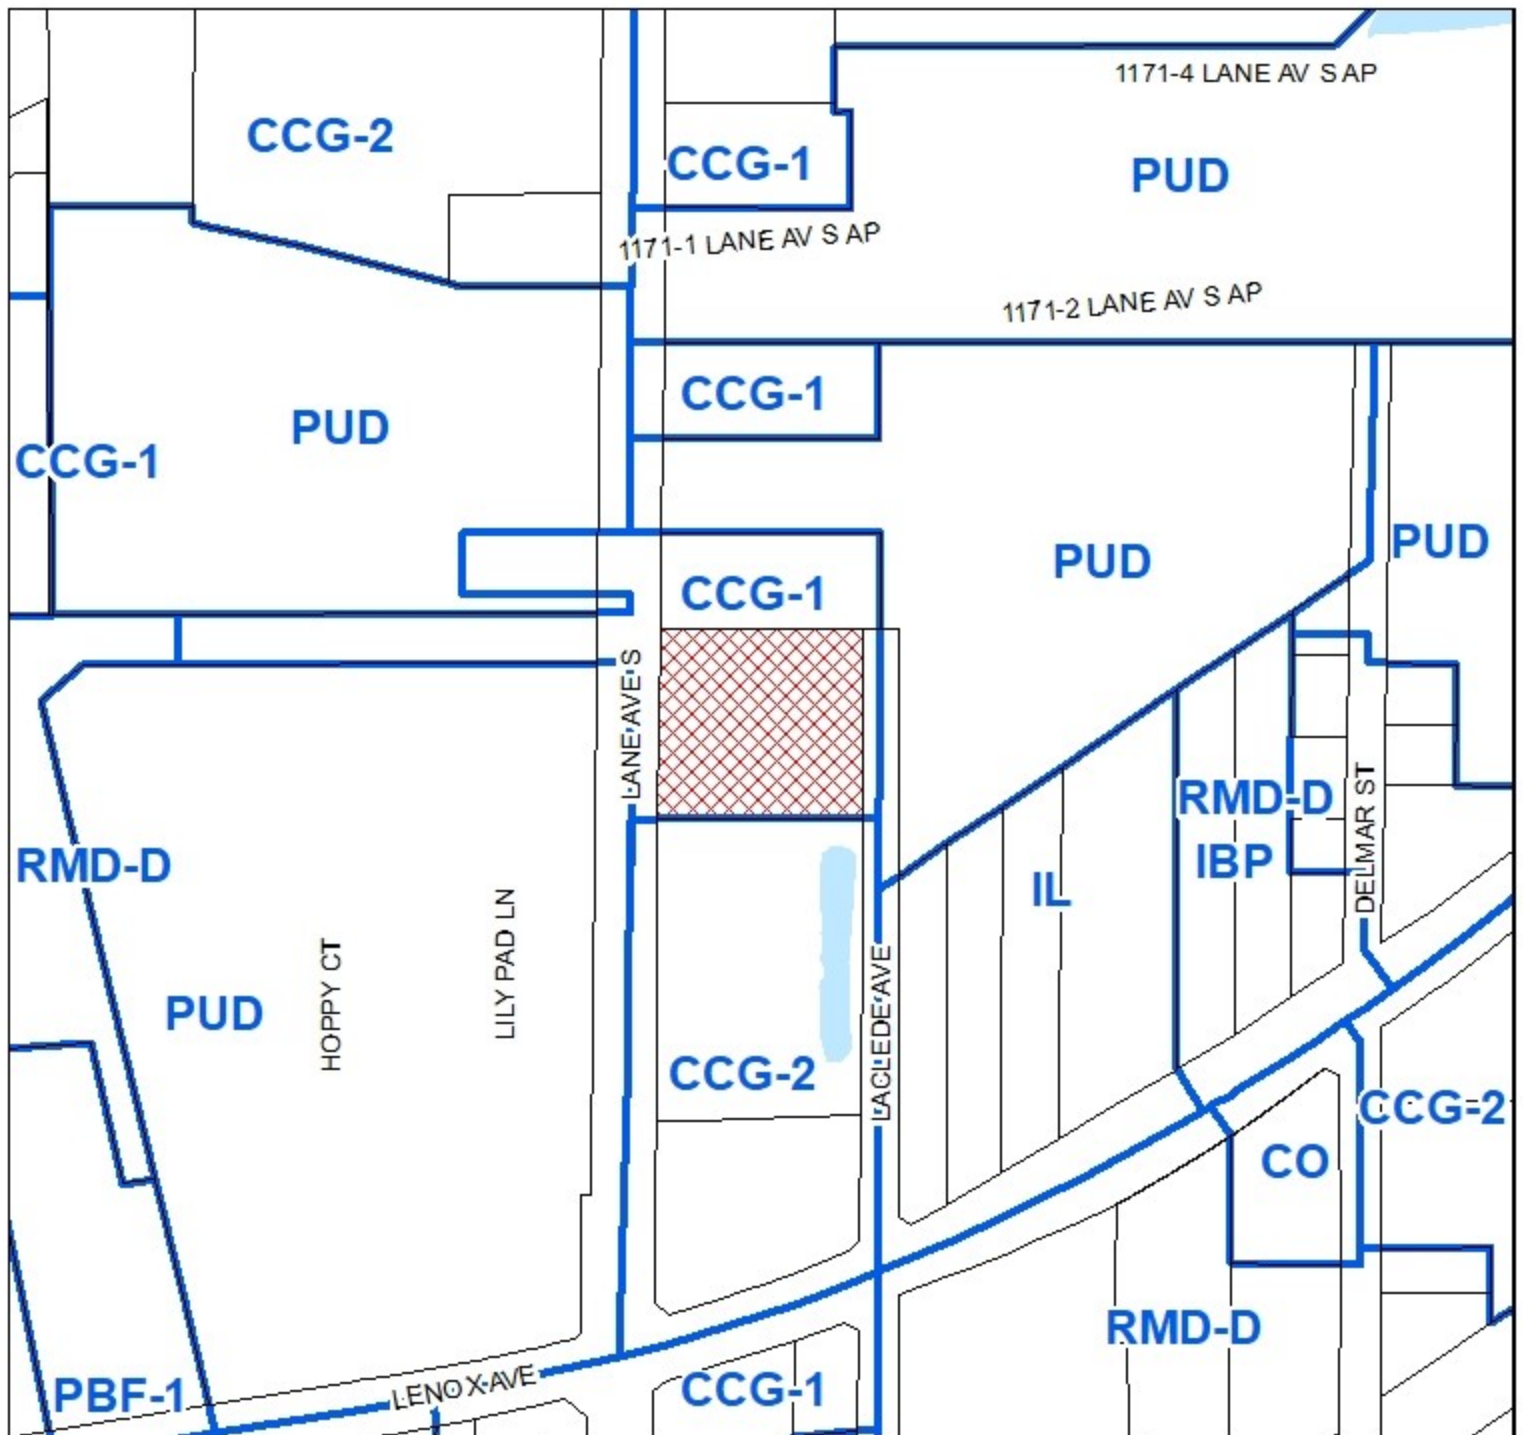 1171-4 LANE AV S AP
CCG-2
CCG-1
PUD
1171-1 LANE AV S AP
1171-2 LANE AV S AP
CCG-1
PUD
CCG-1
PUD
PUD
CCG-1
LANE AVE S
RMD-D
DELMAR ST
RMD-D
IBP
IL
LILY PAD LN
HOPPY CT
PUD
LACLEDE AVE
CCG-2
CCG-2
CO
RMD-D
LENOX AVE
PBF-1
CCG-1